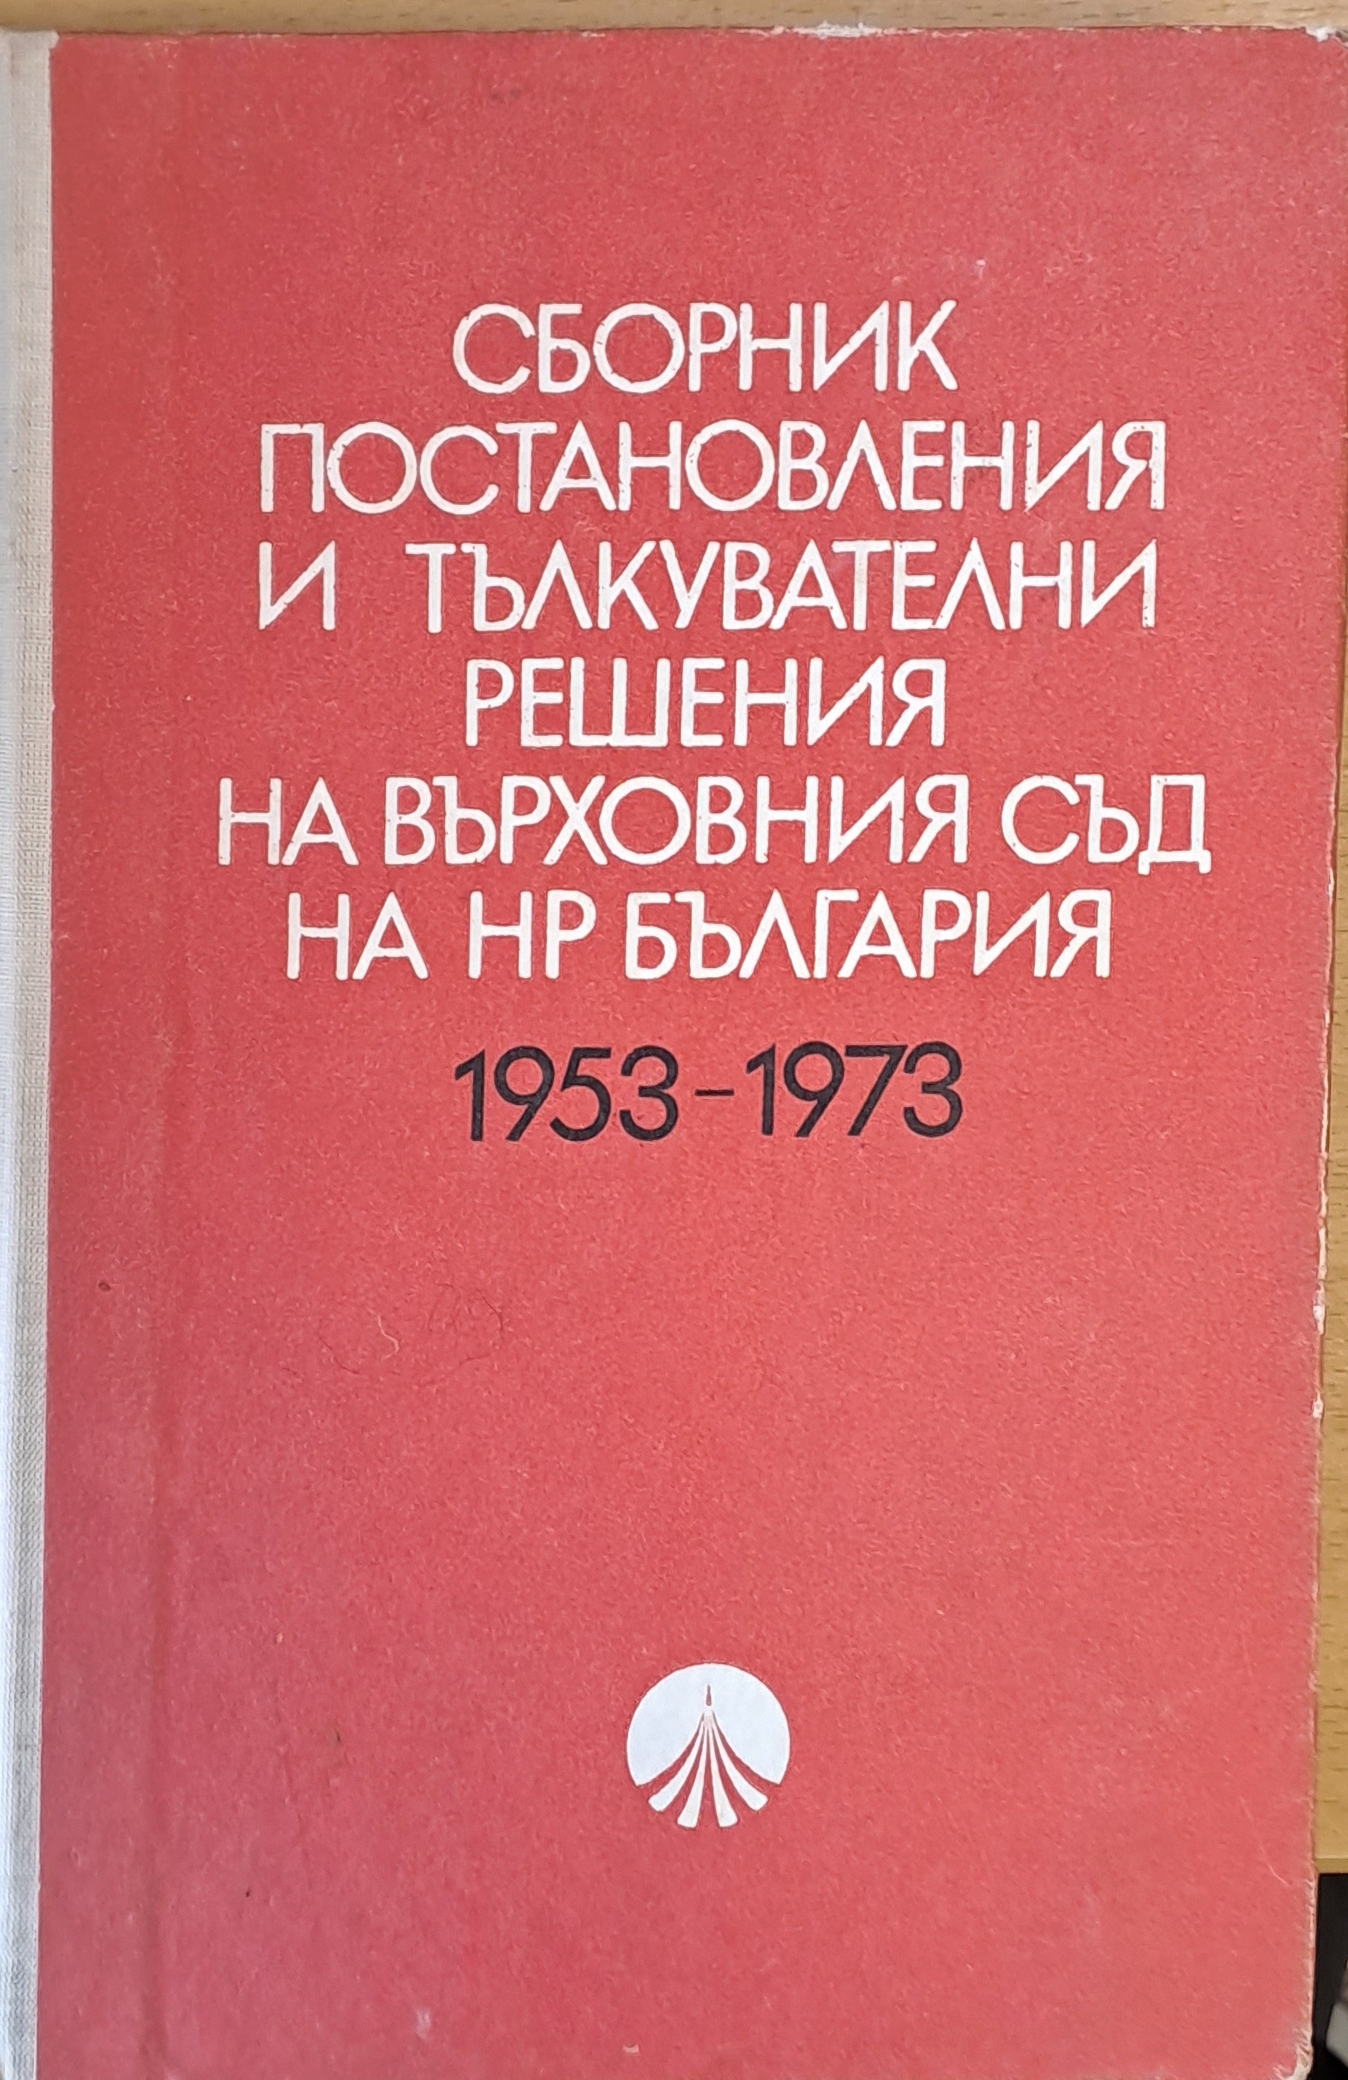 СБОРНИК
ПОСТАНОВЛЕНИЯ
И ТЪЛКУВАТЕЛНИ
РЕШЕНИЯ
НА ВЪРХОВНИЯ СЪД
НА НР БЪЛГАРИЯ
1953-1973